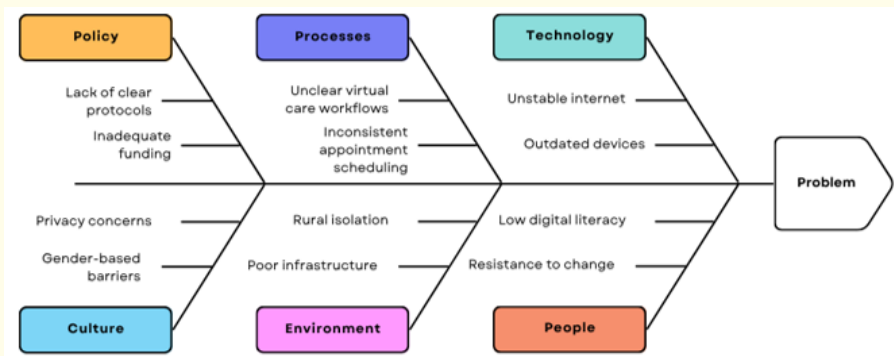 Policy
Processes
Technology
Lack of clear
protocols
Inadequate
funding
Unclear virtual
care workflows
Inconsistent
appointment
scheduling
Unstable internet
Outdated devices
Problem
Privacy concerns
Gender-based
barriers
Rural isolation
Poor infrastructure
Low digital literacy
Resistance to change
Culture
Environment
People